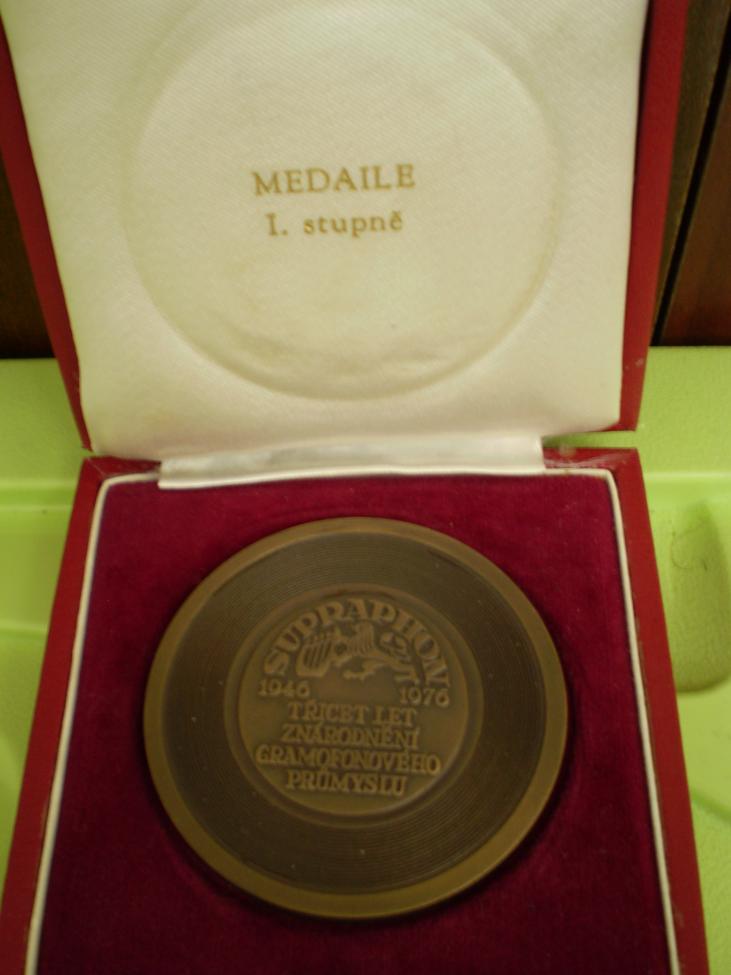 MEDAILE
I. stupně
SUPRAPHON
1946 1976
TŘICET LET
ZNÁRODNĚNÍ
GRAMOFONOVÉHO
PRŮMYSLU